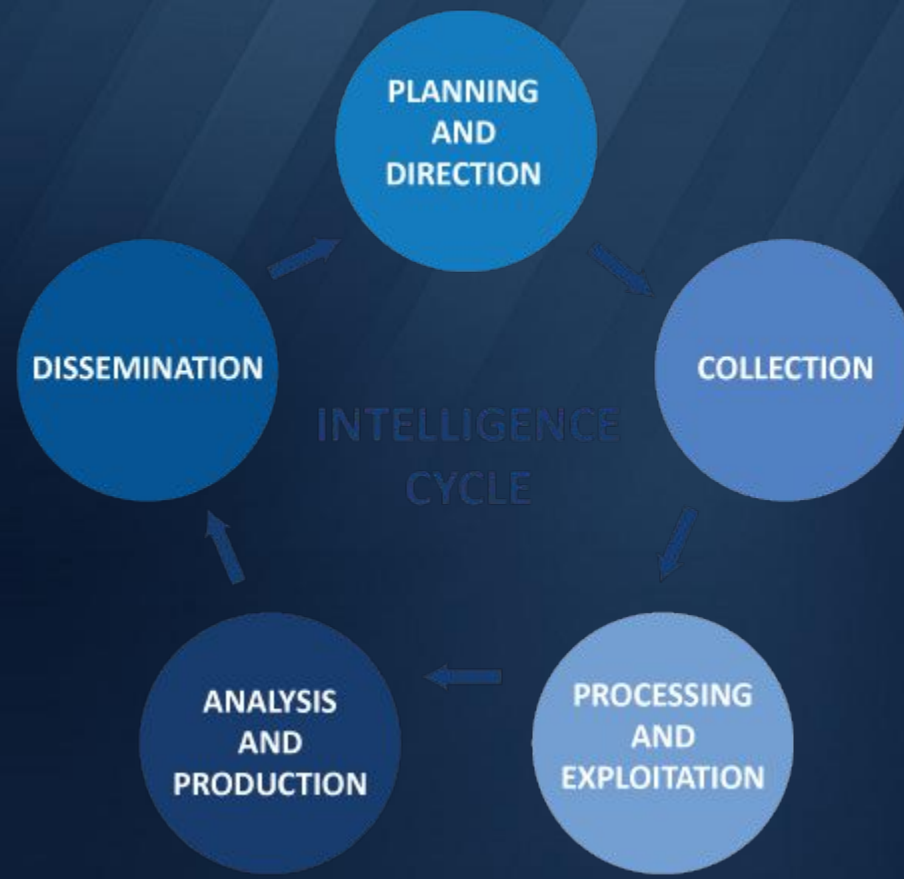 PLANNING
AND
DIRECTION
COLLECTION
PROCESSING
AND
EXPLOITATION
ANALYSIS
AND
PRODUCTION
DISSEMINATION
INTELLIGENCE
CYCLE